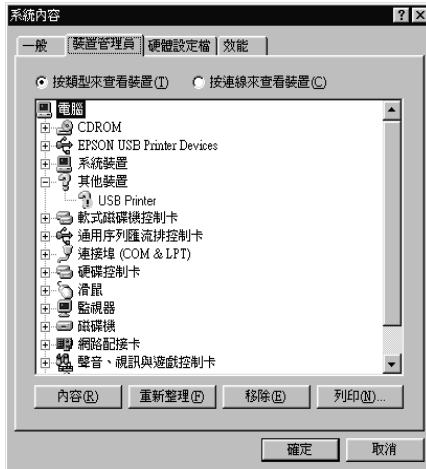 系統內容
一般 裝置管理員 硬體設定檔 效能
按類型來查看裝置(T) 按連線來查看裝置(C)
電腦
CDROM
EPSON USB Printer Devices
系統裝置
其他裝置
USB Printer
軟式磁碟機控制卡
通用序列匯流排控制卡
連接埠 (COM & LPT)
硬碟控制卡
滑鼠
監視器
磁碟機
網路配接卡
聲音、視訊與遊戲控制卡
內容(R) 重新整理(F) 移除(E) 列印(N)...
確定 取消